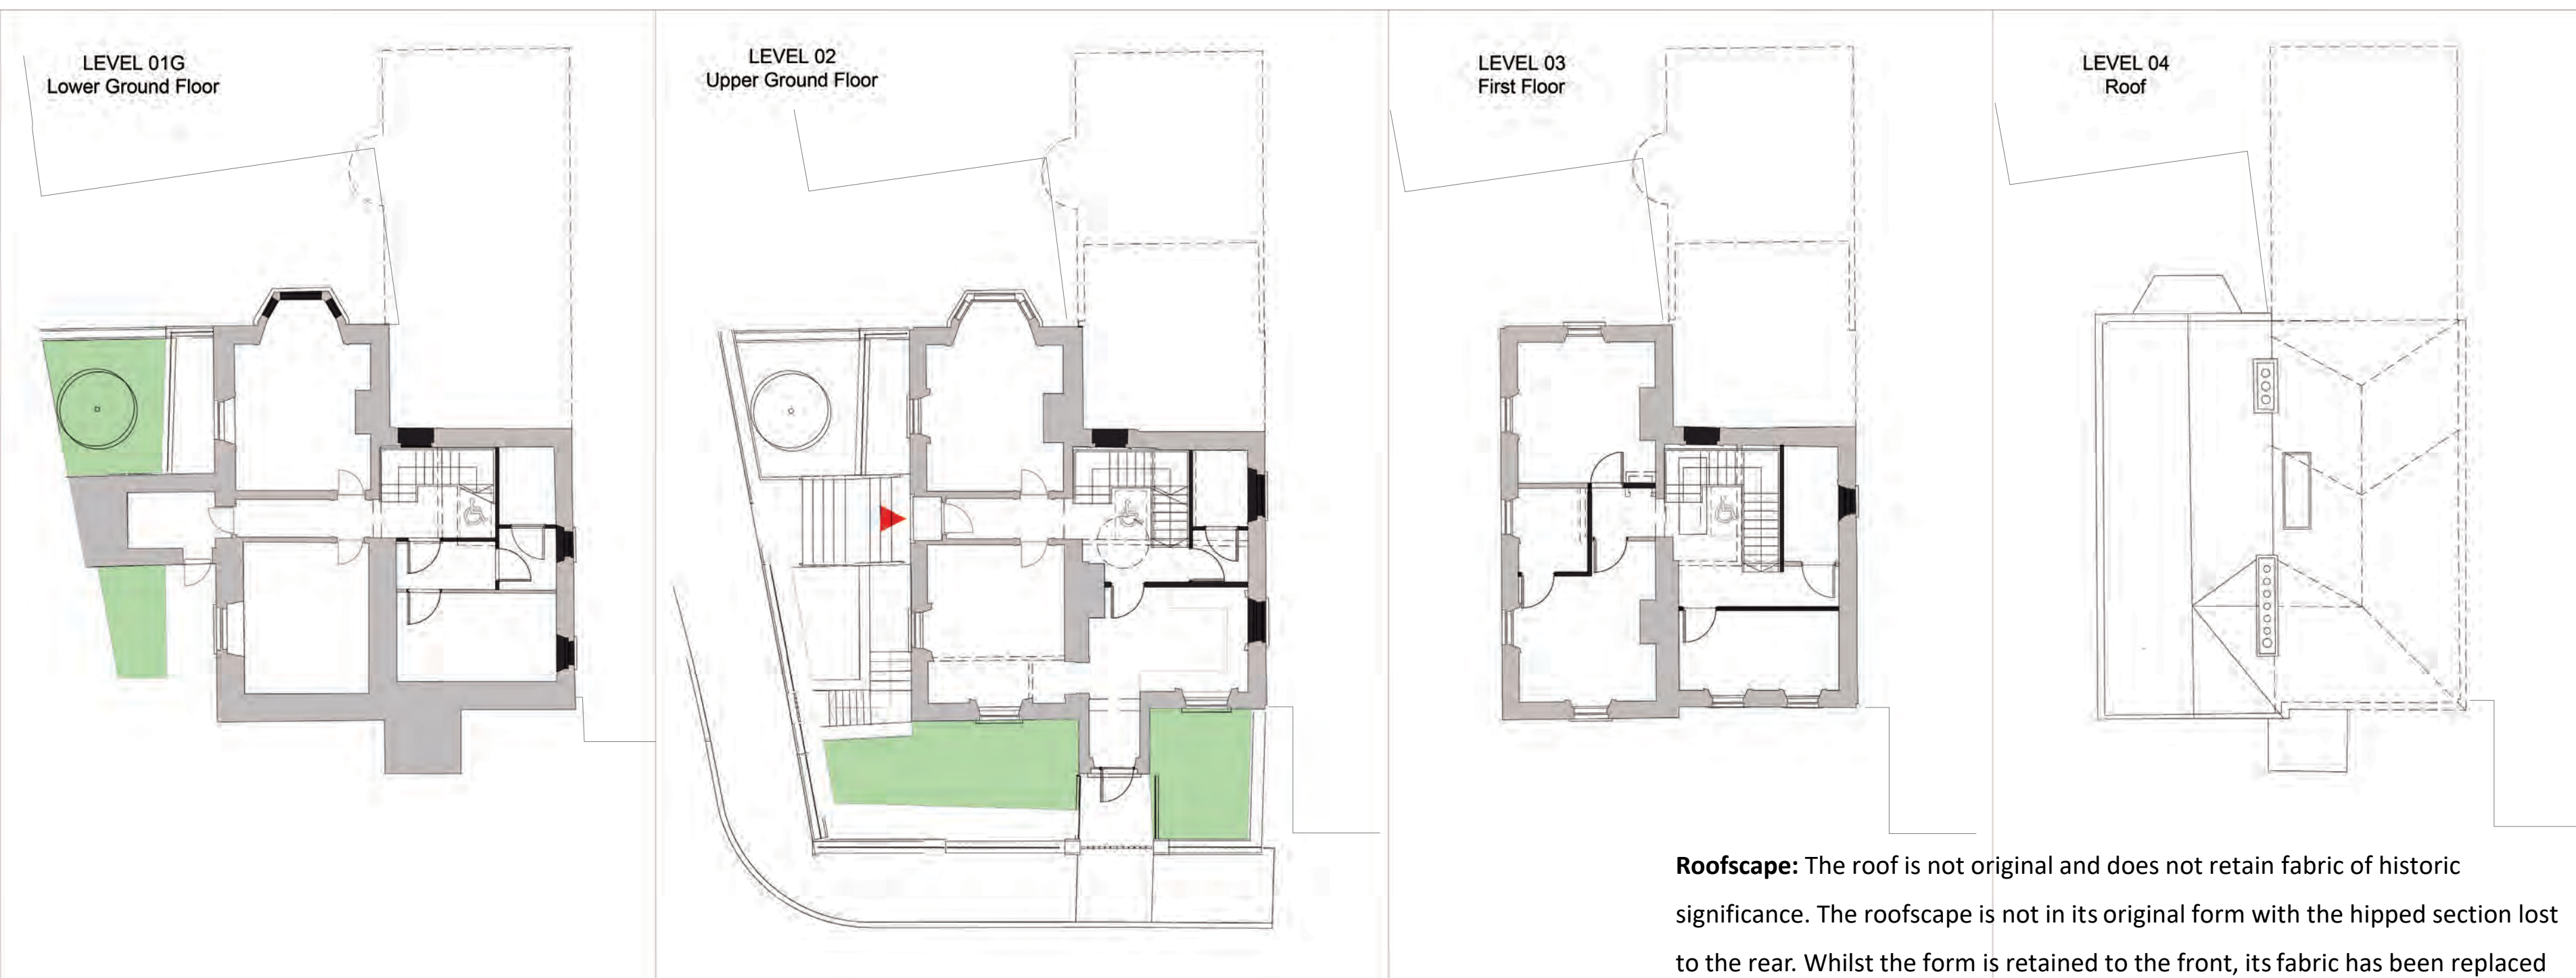 LEVEL 01G
Lower Ground Floor
LEVEL 02
Upper Ground Floor
LEVEL 03
First Floor
LEVEL 04
Roof
Roofscape: The roof is not original and does not retain fabric of historic
significance. The roofscape is not in its original form with the hipped section lost
to the rear. Whilst the form is retained to the front, its fabric has been replaced